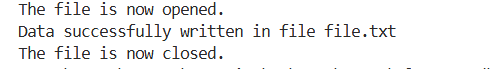 The file is now opened.
Data successfully written in file file.txt
The file is now closed.